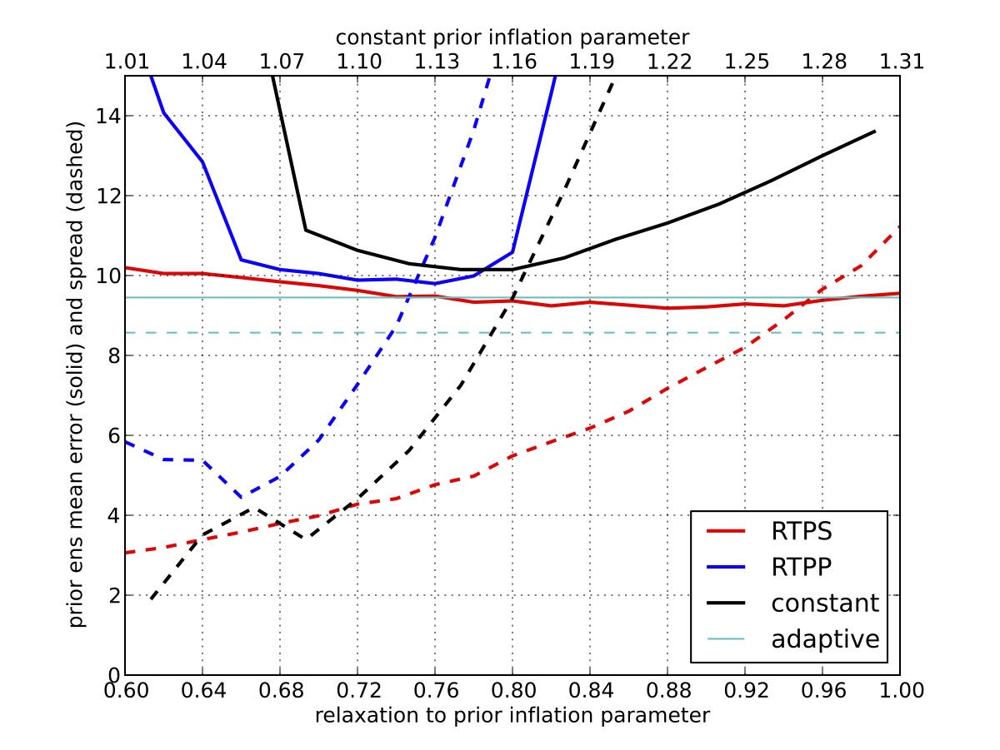 constant prior inflation parameter
1.01 1.04 1.07 1.10 1.13 1.16 1.19 1.22 1.25 1.28 1.31
prior ens mean error (solid) and spread (dashed)
14
12
10
8
6
4
2
0
RTPS
RTPP
constant
adaptive
0.60 0.64 0.68 0.72 0.76 0.80 0.84 0.88 0.92 0.96 1.00
relaxation to prior inflation parameter